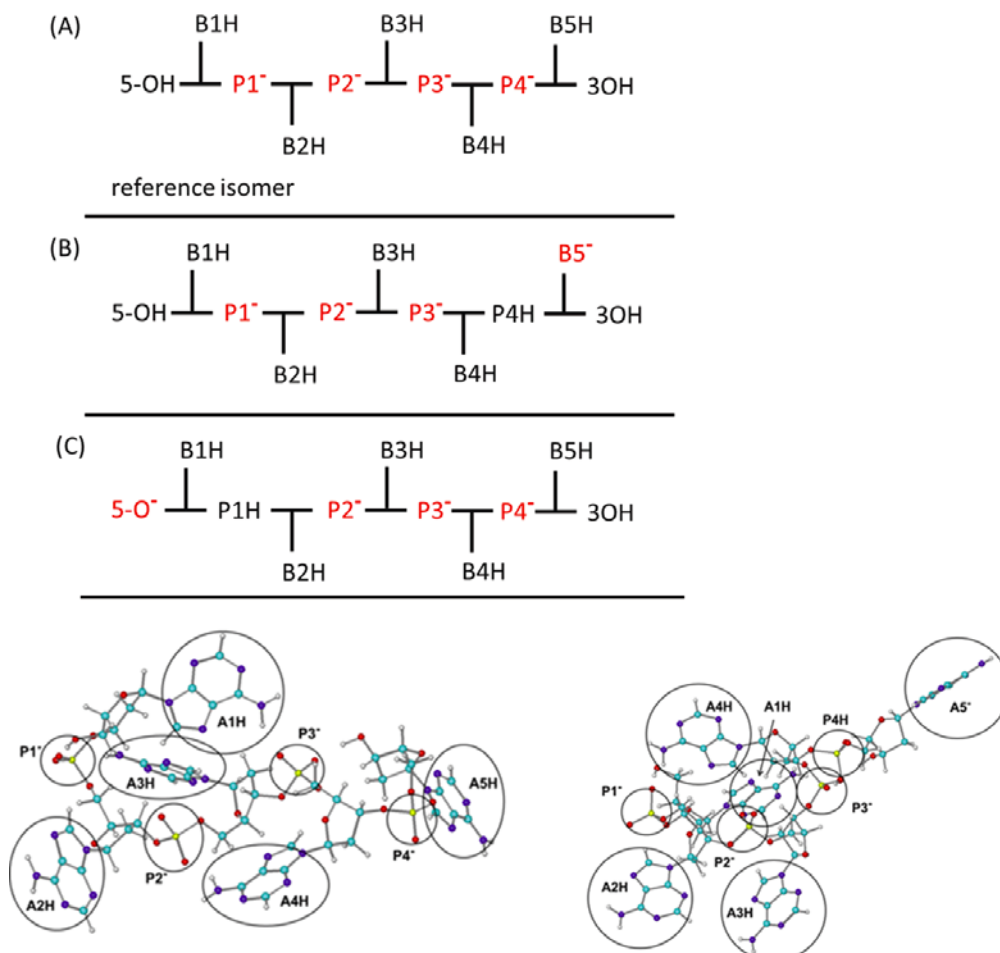 (A)
B1H B3H B5H
5-OH P1⁻ P2⁻ P3⁻ P4⁻ 3OH
B2H B4H
reference isomer
(B)
B1H B3H B5⁻
5-OH P1⁻ P2⁻ P3⁻ P4H 3OH
B2H B4H
(C)
B1H B3H B5H
5-O⁻ P1H P2⁻ P3⁻ P4⁻ 3OH
B2H B4H
A1H
P1⁻
P3⁻
A3H
A5H
P4⁻
P2⁻
A2H
A4H
A4H
A1H
P4H
A5⁻
P1⁻
P3⁻
P2⁻
A2H
A3H